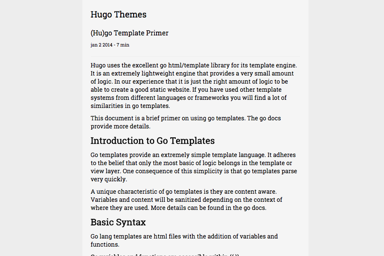 Hugo Themes
(Hu)go Template Primer
jan 2 2014 - 7 min
Hugo uses the excellent go html/template library for its template engine.
It is an extremely lightweight engine that provides a very small amount
of logic. In our experience that it is just the right amount of logic to be
able to create a good static website. If you have used other template
systems from different languages or frameworks you will find a lot of
similarities in go templates.
This document is a brief primer on using go templates. The go docs
provide more details.
Introduction to Go Templates
Go templates provide an extremely simple template language. It adheres
to the belief that only the most basic of logic belongs in the template or
view layer. One consequence of this simplicity is that go templates parse
very quickly.
A unique characteristic of go templates is they are content aware.
Variables and content will be sanitized depending on the context of
where they are used. More details can be found in the go docs.
Basic Syntax
Go lang templates are html files with the addition of variables and
functions.